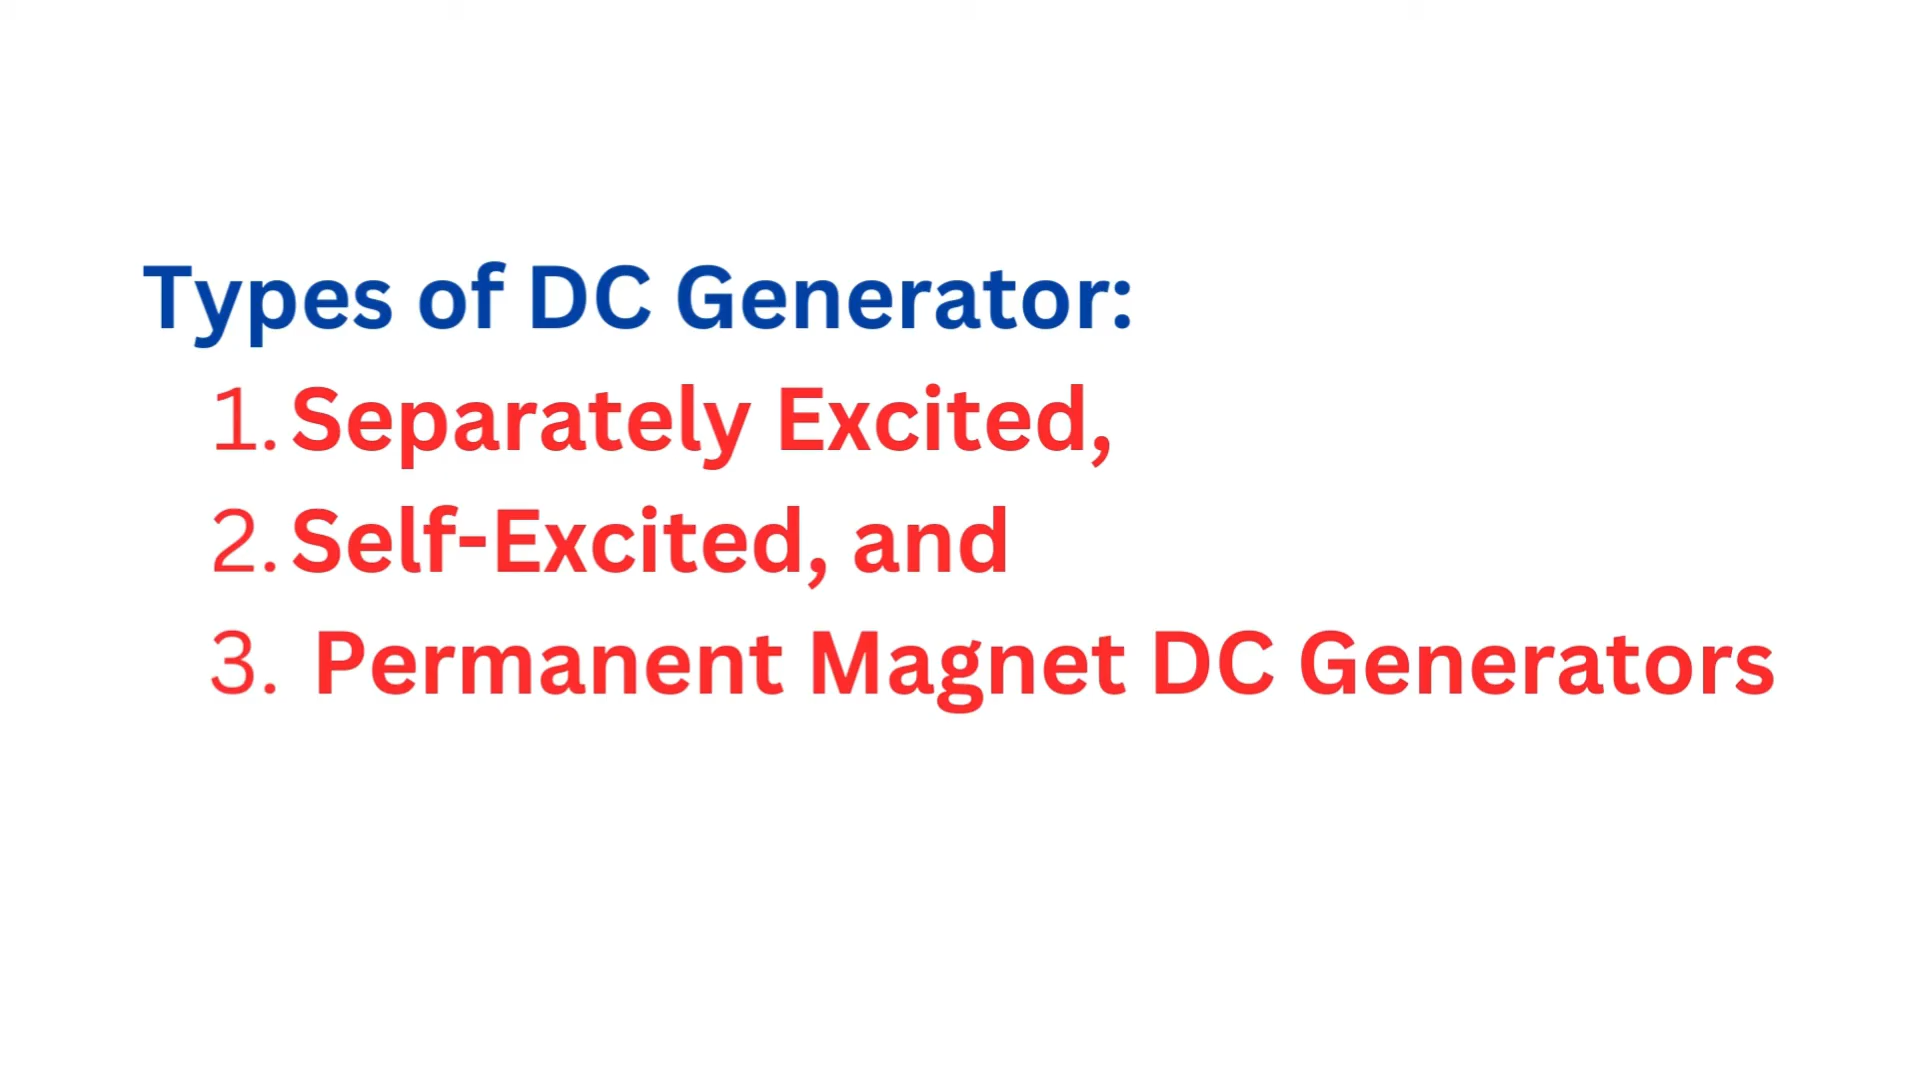 Types of DC Generator:
1. Separately Excited,
2. Self-Excited, and
3. Permanent Magnet DC Generators